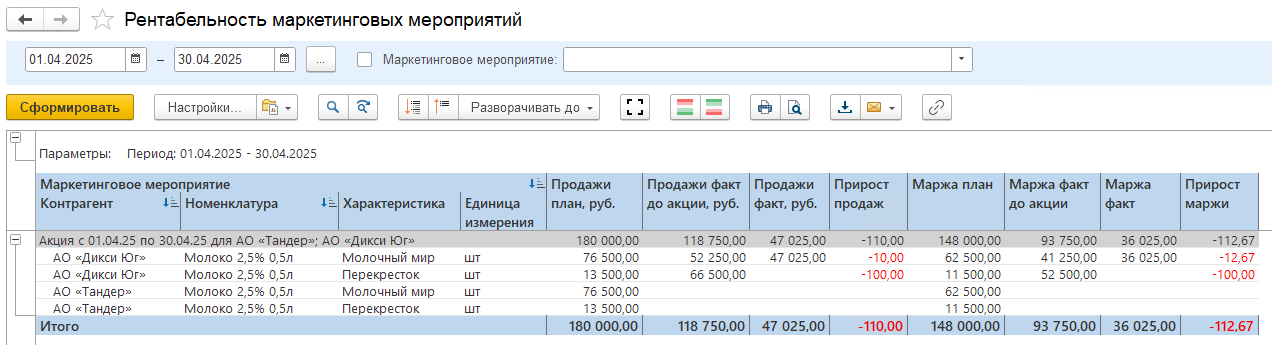 Рентабельность маркетинговых мероприятий
01.04.2025 – 30.04.2025 ... Маркетинговое мероприятие:
Сформировать Настройки... Разворачивать до
Параметры: Период: 01.04.2025 - 30.04.2025
Маркетинговое мероприятие Продажи план, руб. Продажи факт до акции, руб. Продажи факт, руб. Прирост продаж Маржа план Маржа факт до акции Маржа факт Прирост маржи
Контрагент Номенклатура Характеристика Единица измерения
Акция с 01.04.25 по 30.04.25 для АО «Тандер»; АО «Дикси Юг» 180 000,00 118 750,00 47 025,00 -110,00 148 000,00 93 750,00 36 025,00 -112,67
АО «Дикси Юг» Молоко 2,5% 0,5л Молочный мир шт 76 500,00 52 250,00 47 025,00 -10,00 62 500,00 41 250,00 36 025,00 -12,67
АО «Дикси Юг» Молоко 2,5% 0,5л Перекресток шт 13 500,00 66 500,00 -100,00 11 500,00 52 500,00 -100,00
АО «Тандер» Молоко 2,5% 0,5л Молочный мир шт 76 500,00 62 500,00
АО «Тандер» Молоко 2,5% 0,5л Перекресток шт 13 500,00 11 500,00
Итого 180 000,00 118 750,00 47 025,00 -110,00 148 000,00 93 750,00 36 025,00 -112,67